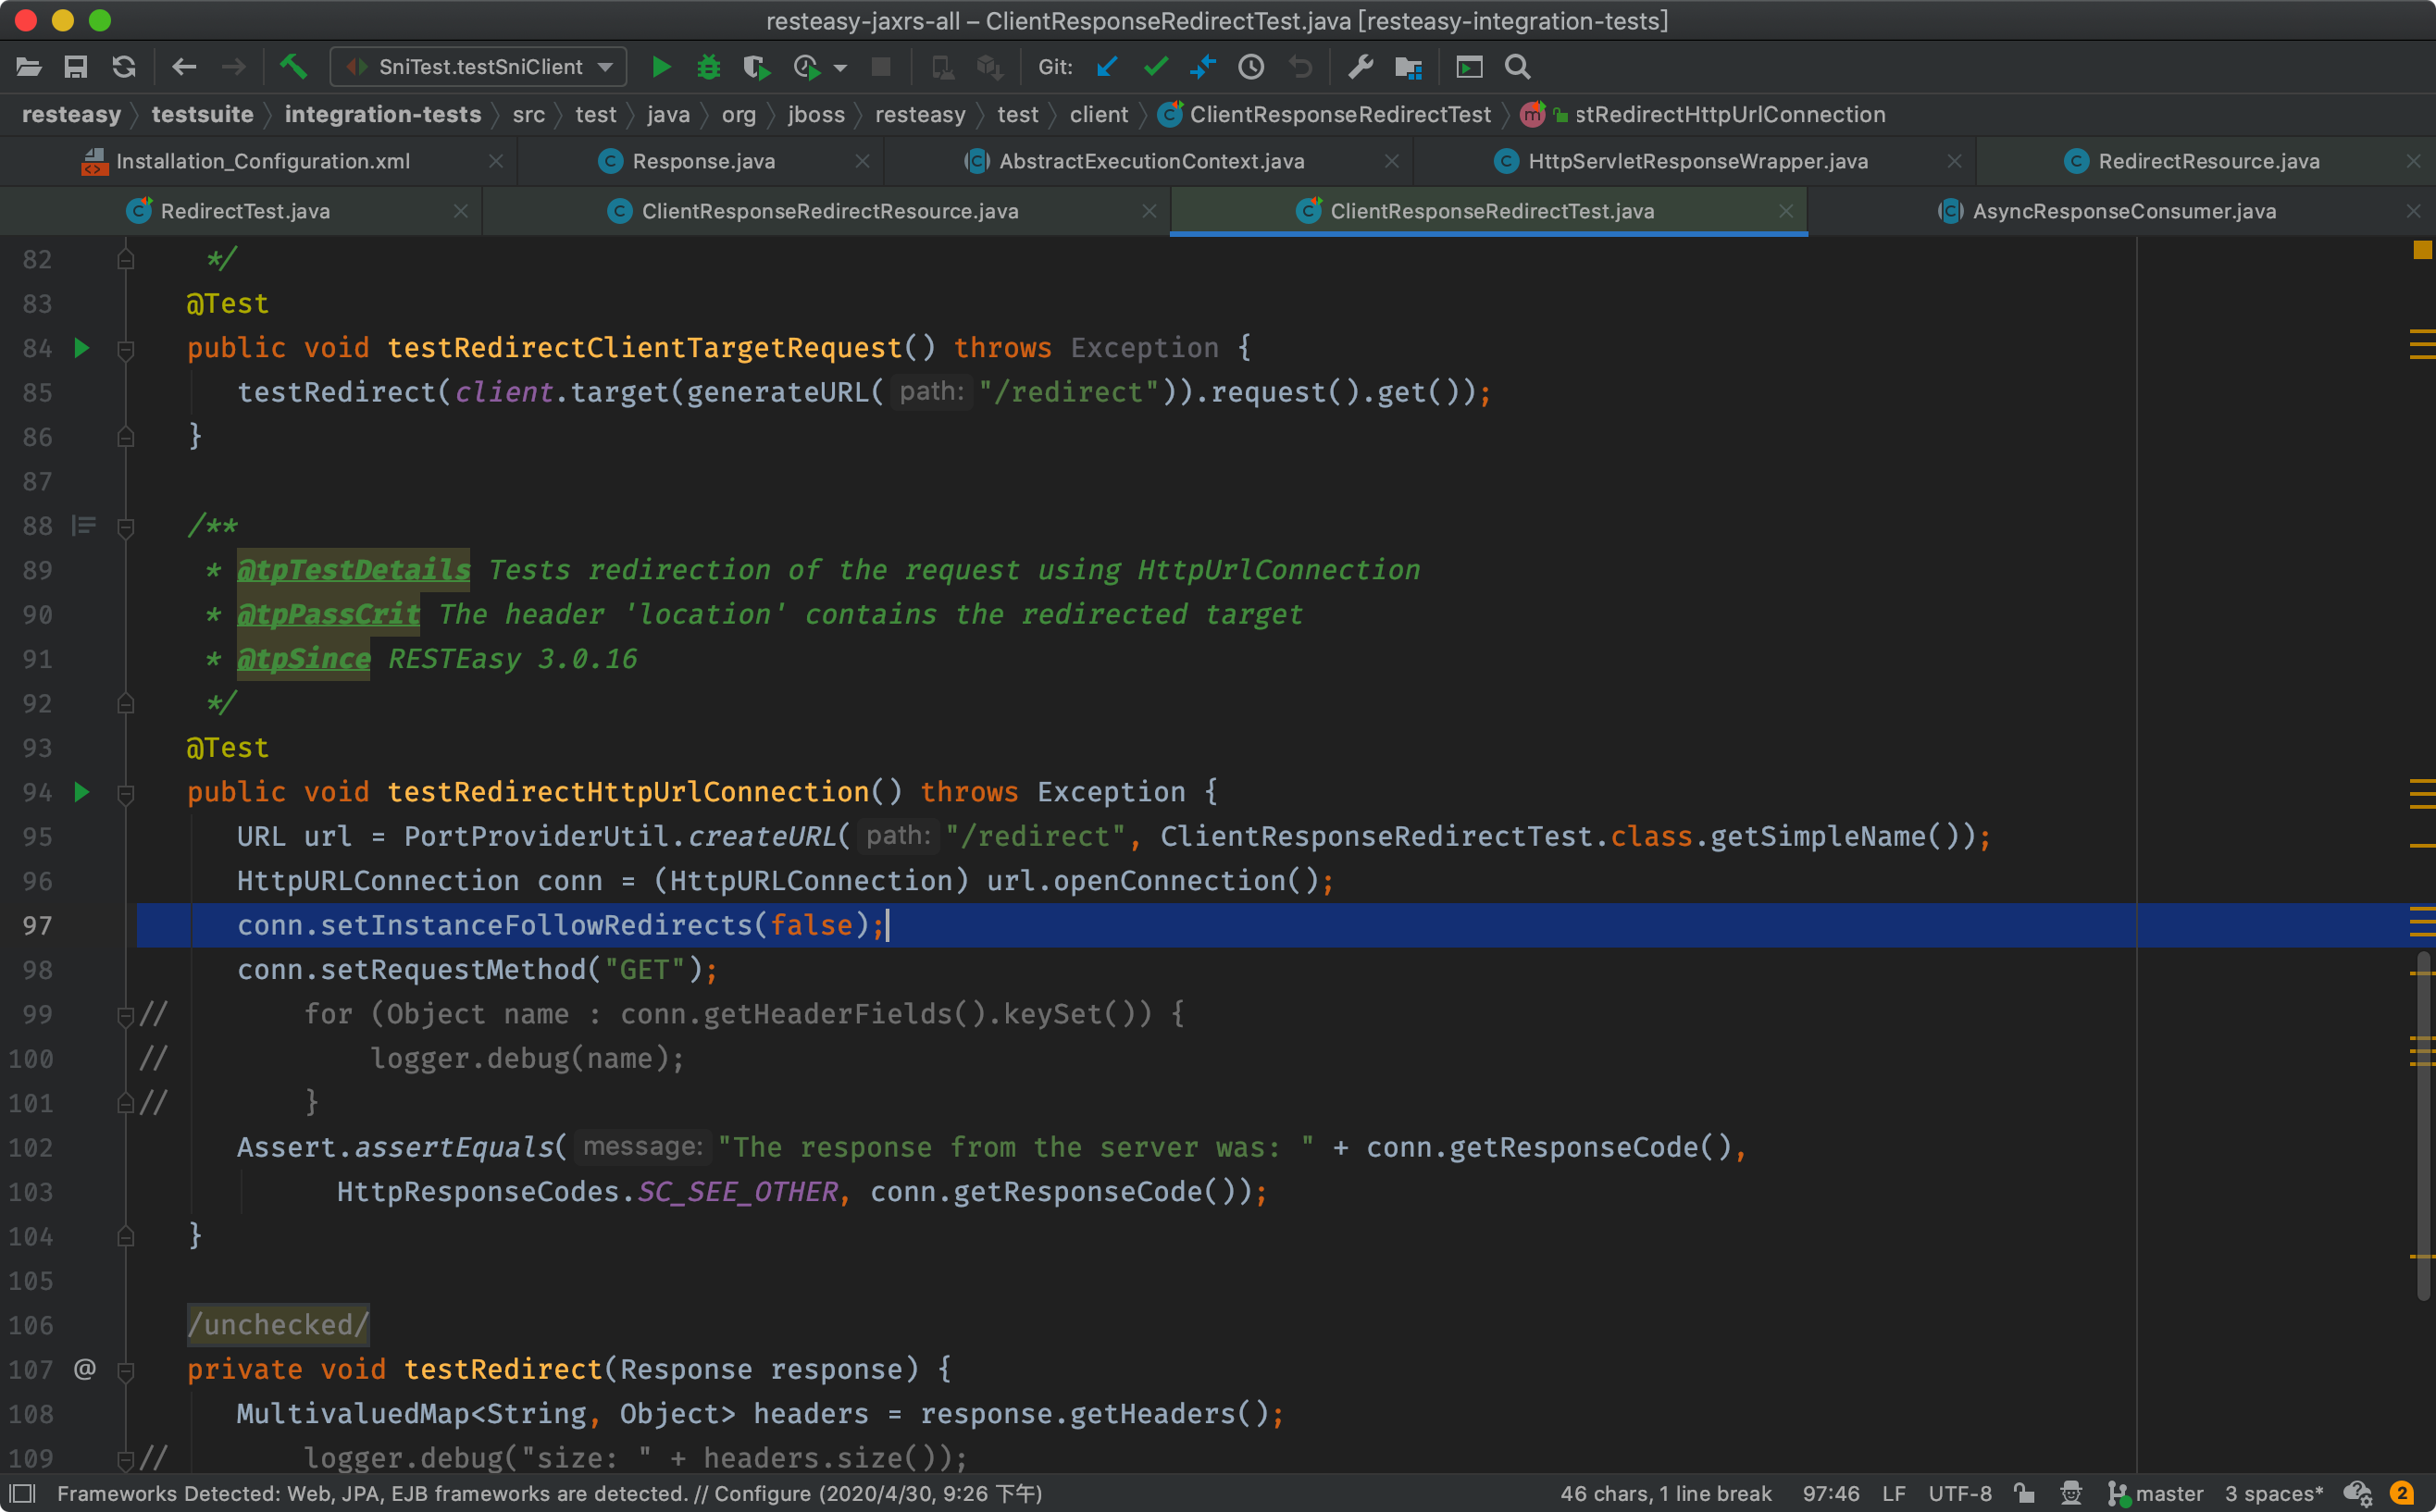 resteasy-jaxrs-all – ClientResponseRedirectTest.java [resteasy-integration-tests]
SniTest.testSniClient
Git:
resteasy testsuite integration-tests src test java org jboss resteasy test client ClientResponseRedirectTest stRedirectHttpUrlConnection
Installation_Configuration.xml Response.java AbstractExecutionContext.java HttpServletResponseWrapper.java RedirectResource.java
RedirectTest.java ClientResponseRedirectResource.java ClientResponseRedirectTest.java AsyncResponseConsumer.java
82 */
83 @Test
84 public void testRedirectClientTargetRequest() throws Exception {
85 testRedirect(client.target(generateURL( path: "/redirect")).request().get());
86 }
87
88 /**
89 * @tpTestDetails Tests redirection of the request using HttpUrlConnection
90 * @tpPassCrit The header 'location' contains the redirected target
91 * @tpSince RESTEasy 3.0.16
92 */
93 @Test
94 public void testRedirectHttpUrlConnection() throws Exception {
95 URL url = PortProviderUtil.createURL( path: "/redirect", ClientResponseRedirectTest.class.getSimpleName());
96 HttpURLConnection conn = (HttpURLConnection) url.openConnection();
97 conn.setInstanceFollowRedirects(false);
98 conn.setRequestMethod("GET");
99 // for (Object name : conn.getHeaderFields().keySet()) {
100 // logger.debug(name);
101 // }
102 Assert.assertEquals( message: "The response from the server was: " + conn.getResponseCode(),
103 HttpResponseCodes.SC_SEE_OTHER, conn.getResponseCode());
104 }
105
106 /unchecked/
107 @ private void testRedirect(Response response) {
108 MultivaluedMap<String, Object> headers = response.getHeaders();
109 // logger.debug("size: " + headers.size());
Frameworks Detected: Web, JPA, EJB frameworks are detected. // Configure (2020/4/30, 9:26 下午) 46 chars, 1 line break 97:46 LF UTF-8 master 3 spaces* 2